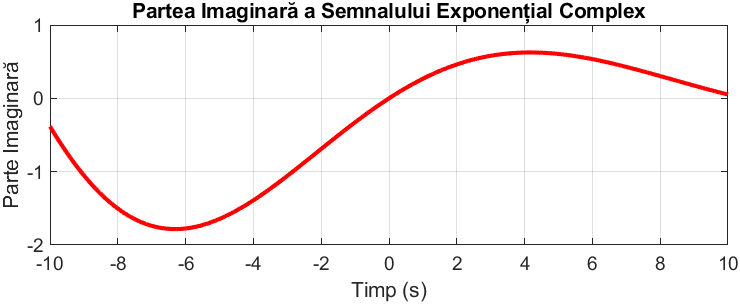 Partea Imaginară a Semnalului Exponențial Complex
1
0
-1
-2
Parte Imaginară
-10 -8 -6 -4 -2 0 2 4 6 8 10
Timp (s)